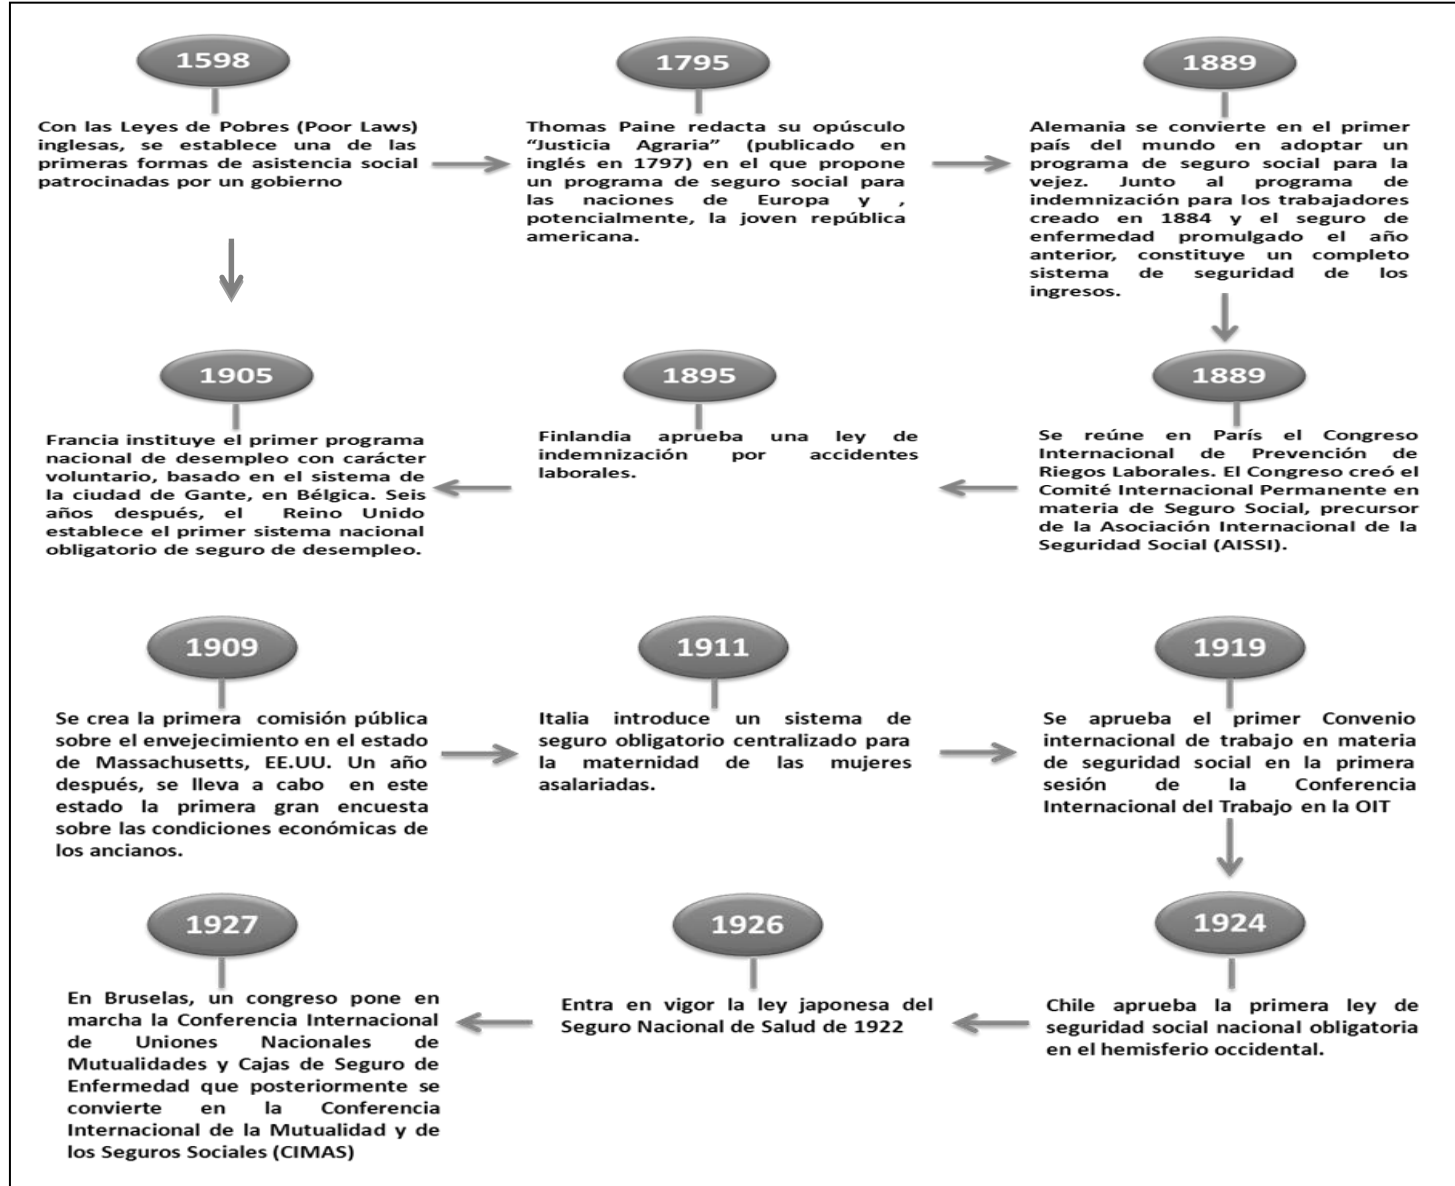 1598
Con las Leyes de Pobres (Poor Laws)
inglesas, se establece una de las
primeras formas de asistencia social
patrocinadas por un gobierno
1795
Thomas Paine redacta su opúsculo
“Justicia Agraria” (publicado en
inglés en 1797) en el que propone
un programa de seguro social para
las naciones de Europa y ,
potencialmente, la joven república
americana.
1889
Alemania se convierte en el primer
país del mundo en adoptar un
programa de seguro social para la
vejez. Junto al programa de
indemnización para los trabajadores
creado en 1884 y el seguro de
enfermedad promulgado el año
anterior, constituye un completo
sistema de seguridad de los
ingresos.
1889
Se reúne en París el Congreso
Internacional de Prevención de
Riegos Laborales. El Congreso creó el
Comité Internacional Permanente en
materia de Seguro Social, precursor
de la Asociación Internacional de la
Seguridad Social (AISSI).
1895
Finlandia aprueba una ley de
indemnización por accidentes
laborales.
1905
Francia instituye el primer programa
nacional de desempleo con carácter
voluntario, basado en el sistema de
la ciudad de Gante, en Bélgica. Seis
años después, el Reino Unido
establece el primer sistema nacional
obligatorio de seguro de desempleo.
1909
Se crea la primera comisión pública
sobre el envejecimiento en el estado
de Massachusetts, EE.UU. Un año
después, se lleva a cabo en este
estado la primera gran encuesta
sobre las condiciones económicas de
los ancianos.
1911
Italia introduce un sistema de
seguro obligatorio centralizado para
la maternidad de las mujeres
asalariadas.
1919
Se aprueba el primer Convenio
internacional de trabajo en materia
de seguridad social en la primera
sesión de la Conferencia
Internacional del Trabajo en la OIT
1924
Chile aprueba la primera ley de
seguridad social nacional obligatoria
en el hemisferio occidental.
1926
Entra en vigor la ley japonesa del
Seguro Nacional de Salud de 1922
1927
En Bruselas, un congreso pone en
marcha la Conferencia Internacional
de Uniones Nacionales de
Mutualidades y Cajas de Seguro de
Enfermedad que posteriormente se
convierte en la Conferencia
Internacional de la Mutualidad y de
los Seguros Sociales (CIMAS)